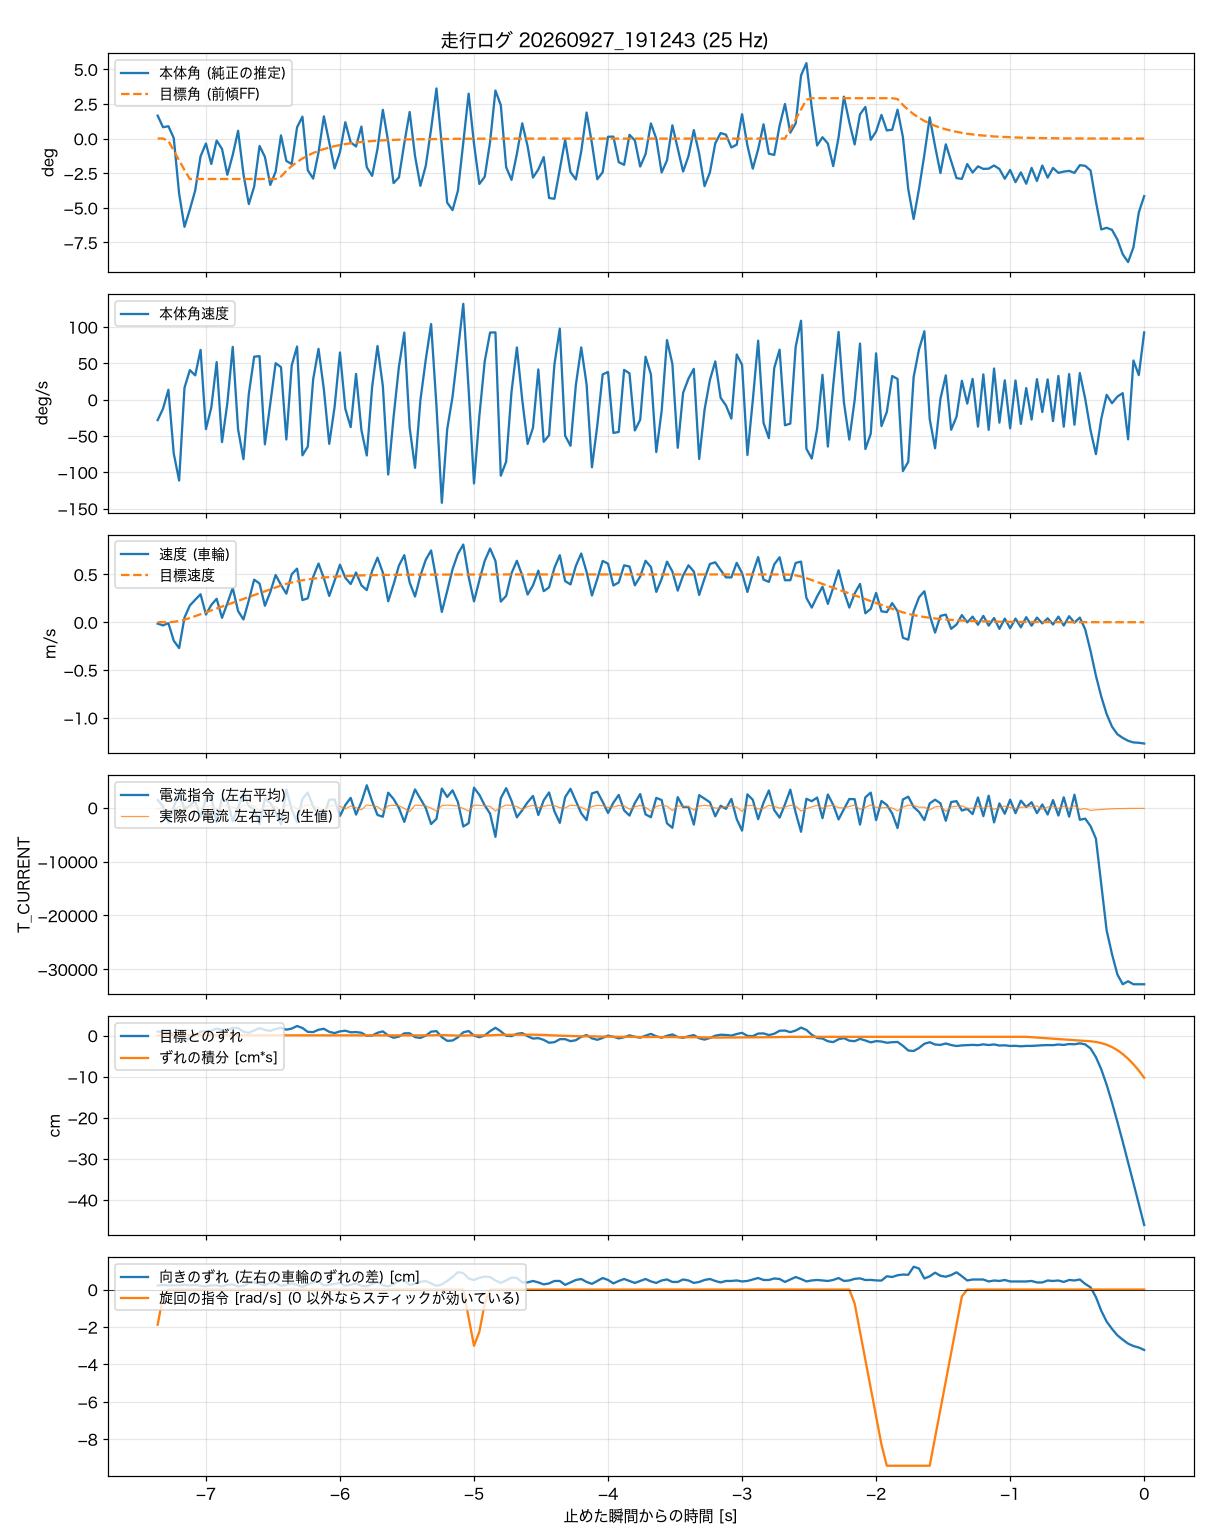 走行ログ 20260927_191243 (25 Hz)
本体角 (純正の推定)
目標角 (前傾FF)
deg
5.0
2.5
0.0
−2.5
−5.0
−7.5
本体角速度
deg/s
100
50
0
−50
−100
−150
速度 (車輪)
目標速度
m/s
0.5
0.0
−0.5
−1.0
電流指令 (左右平均)
実際の電流 左右平均 (生値)
T_CURRENT
0
−10000
−20000
−30000
目標とのずれ
ずれの積分 [cm*s]
cm
0
−10
−20
−30
−40
向きのずれ (左右の車輪のずれの差) [cm]
旋回の指令 [rad/s] (0 以外ならスティックが効いている)
0
−2
−4
−6
−8
−7 −6 −5 −4 −3 −2 −1 0
止めた瞬間からの時間 [s]